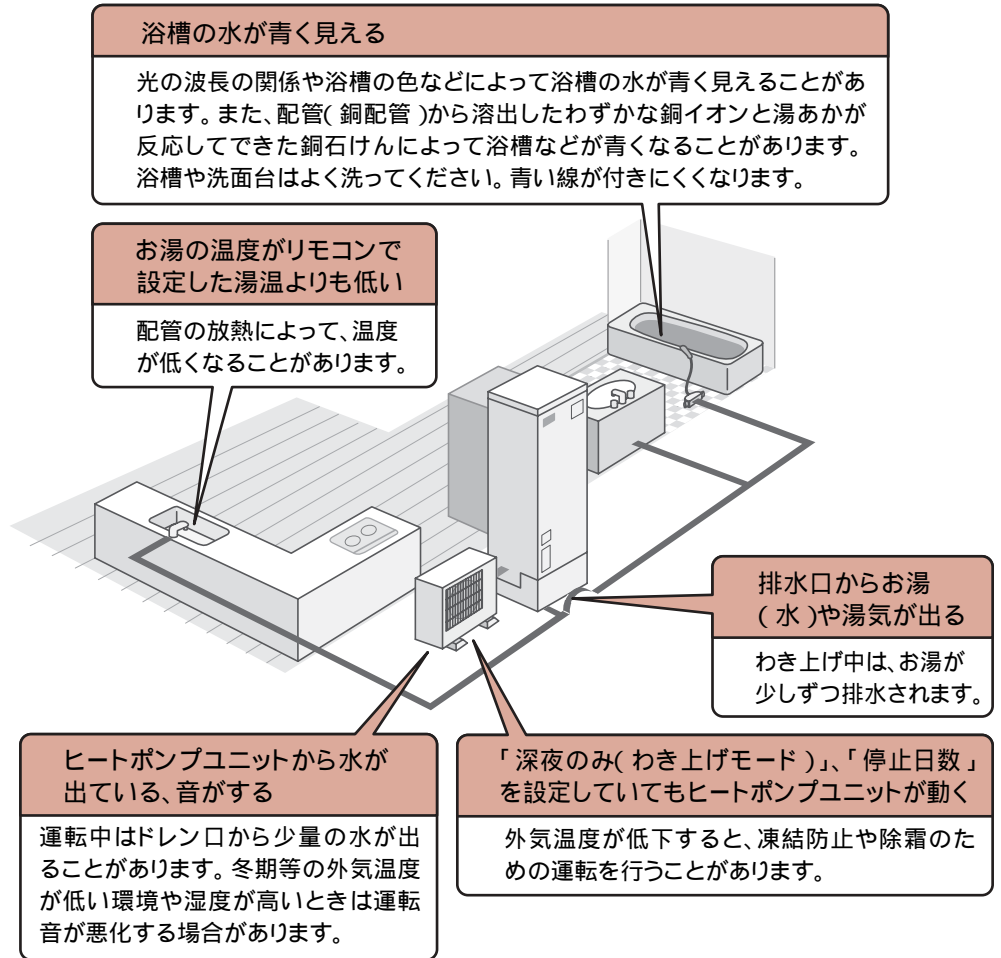 浴槽の水が青く見える
光の波長の関係や浴槽の色などによって浴槽の水が青く見えることがあ
ります。また、配管(銅配管)から溶出したわずかな銅イオンと湯あかが
反応してできた銅石けんによって浴槽などが青くなることがあります。
浴槽や洗面台はよく洗ってください。青い線が付きにくくなります。
お湯の温度がリモコンで
設定した湯温よりも低い
配管の放熱によって、温度
が低くなることがあります。
排水口からお湯
(水)や湯気が出る
わき上げ中は、お湯が
少しずつ排水されます。
ヒートポンプユニットから水が
出ている、音がする
運転中はドレン口から少量の水が出
ることがあります。冬期等の外気温度
が低い環境や湿度が高いときは運転
音が悪化する場合があります。
「深夜のみ(わき上げモード)」、「停止日数」
を設定していてもヒートポンプユニットが動く
外気温度が低下すると、凍結防止や除霜のた
めの運転を行うことがあります。